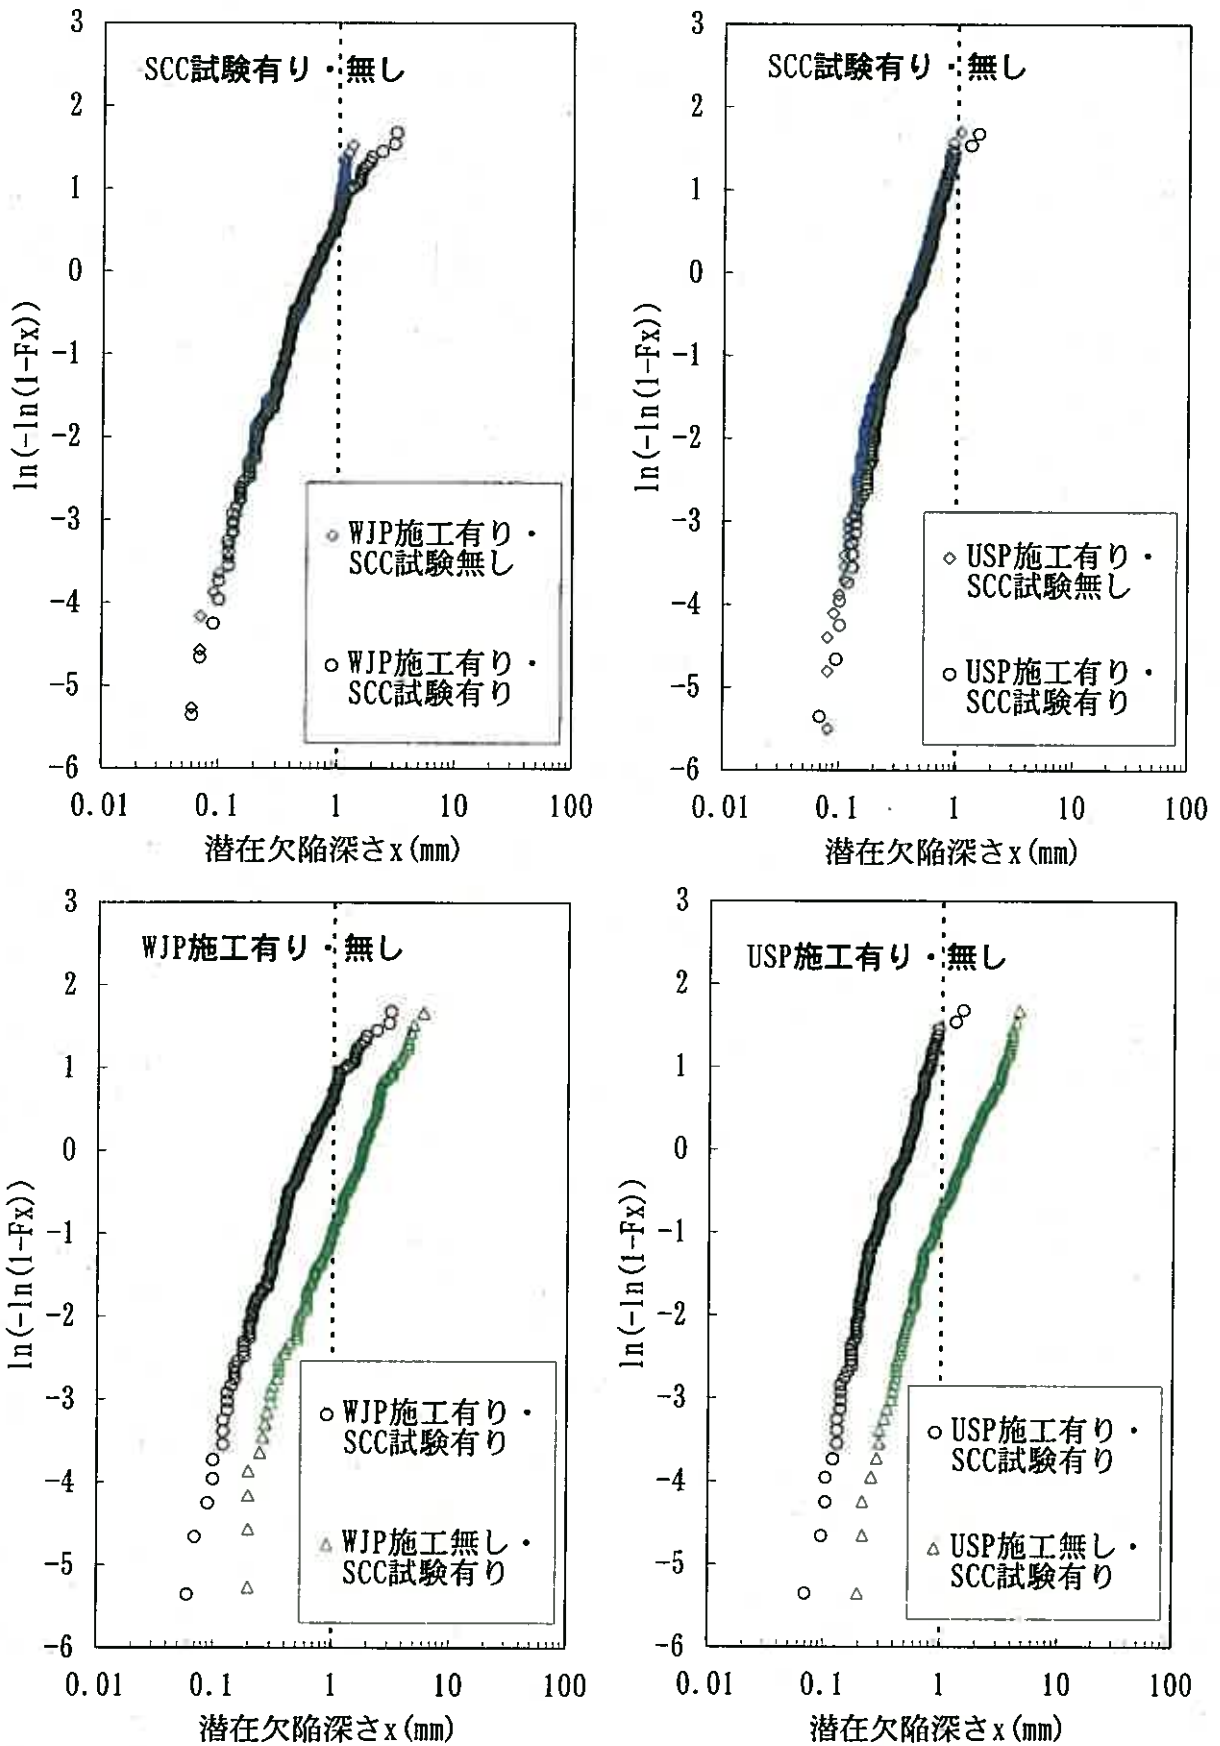 SCC試験有り・無し
3
2
1
0
-1
-2
-3
-4
-5
-6
ln(-ln(1-Fx))
◇ WJP施工有り・
SCC試験無し
○ WJP施工有り・
SCC試験有り
0.01 0.1 1 10 100
潜在欠陥深さx(mm)
SCC試験有り・無し
3
2
1
0
-1
-2
-3
-4
-5
-6
ln(-ln(1-Fx))
◇ USP施工有り・
SCC試験無し
○ USP施工有り・
SCC試験有り
0.01 0.1 1 10 100
潜在欠陥深さx(mm)
WJP施工有り・無し
3
2
1
0
-1
-2
-3
-4
-5
-6
ln(-ln(1-Fx))
○ WJP施工有り・
SCC試験有り
△ WJP施工無し・
SCC試験有り
0.01 0.1 1 10 100
潜在欠陥深さx(mm)
USP施工有り・無し
3
2
1
0
-1
-2
-3
-4
-5
-6
ln(-ln(1-Fx))
○ USP施工有り・
SCC試験有り
△ USP施工無し・
SCC試験有り
0.01 0.1 1 10 100
潜在欠陥深さx(mm)